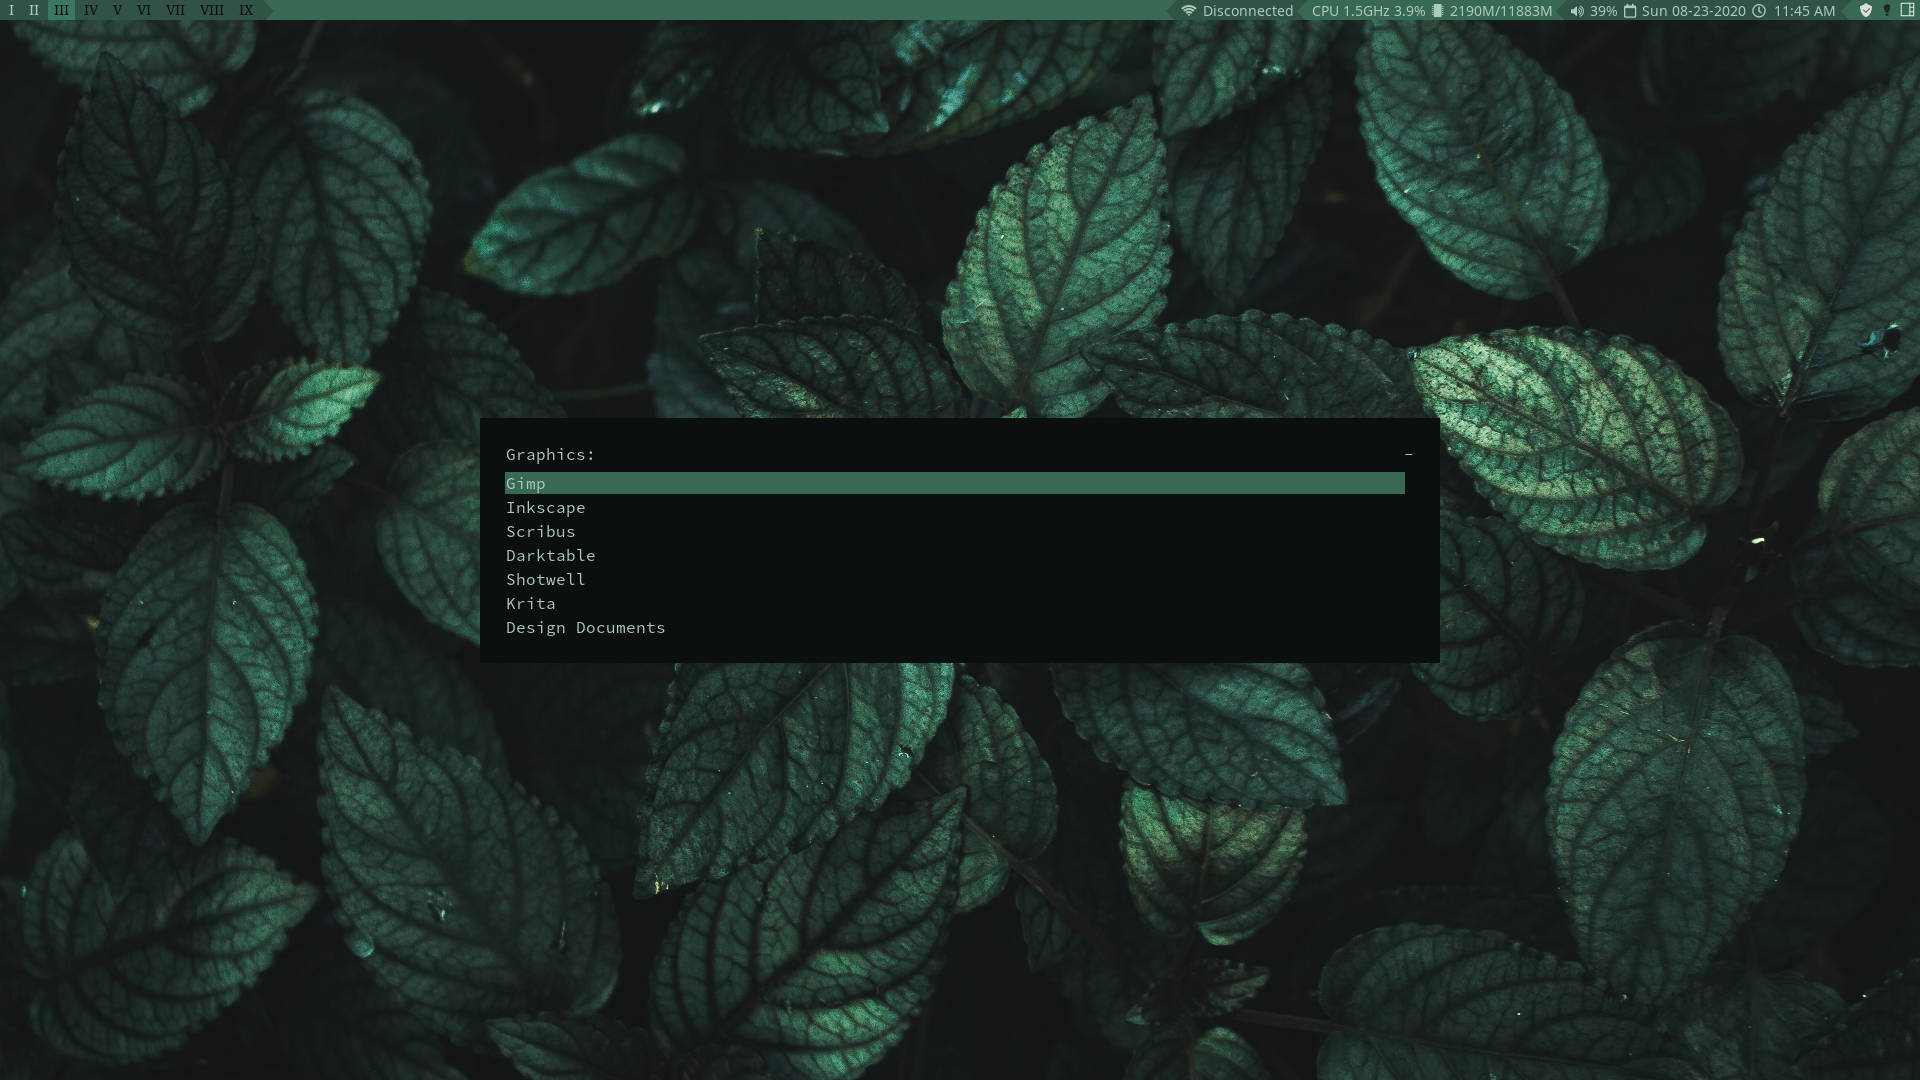 I II III IV V VI VII VIII IX Disconnected CPU 1.5GHz 3.9% 2190M/11883M 39% Sun 08-23-2020 11:45 AM
Graphics:
Gimp
Inkscape
Scribus
Darktable
Shotwell
Krita
Design Documents